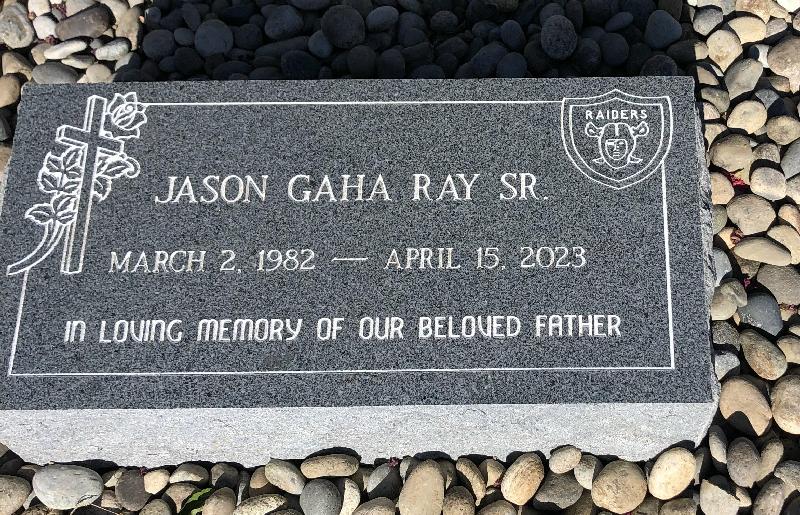 RAIDERS
JASON GAHA RAY SR.
MARCH 2, 1982 — APRIL 15, 2023
IN LOVING MEMORY OF OUR BELOVED FATHER